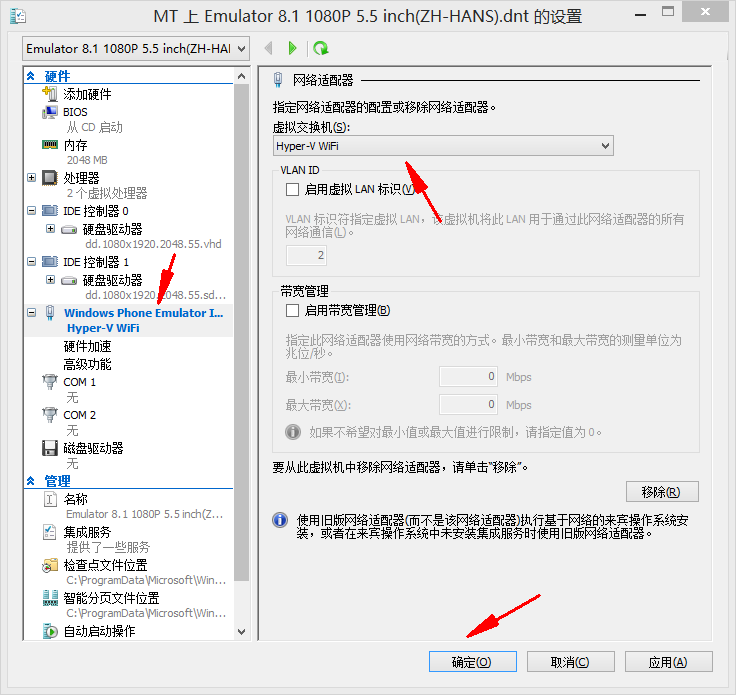 MT 上 Emulator 8.1 1080P 5.5 inch(ZH-HANS).dnt 的设置
Emulator 8.1 1080P 5.5 inch(ZH-HAI
硬件
添加硬件
BIOS
从 CD 启动
内存
2048 MB
处理器
2 个虚拟处理器
IDE 控制器 0
硬盘驱动器
dd.1080x1920.2048.55.vhd
IDE 控制器 1
硬盘驱动器
dd.1080x1920.2048.55.sd...
Windows Phone Emulator I...
Hyper-V WiFi
硬件加速
高级功能
COM 1
无
COM 2
无
磁盘驱动器
无
管理
名称
Emulator 8.1 1080P 5.5 inch(Z...
集成服务
提供了一些服务
检查点文件位置
C:\ProgramData\Microsoft\Win...
智能分页文件位置
C:\ProgramData\Microsoft\Win...
自动启动操作
网络适配器
指定网络适配器的配置或移除网络适配器。
虚拟交换机(S):
Hyper-V WiFi
VLAN ID
启用虚拟 LAN 标识(V)
VLAN 标识符指定虚拟 LAN，该虚拟机将此 LAN 用于通过此网络适配器的所有
网络通信(L)。
2
带宽管理
启用带宽管理(B)
指定此网络适配器使用网络带宽的方式。最小带宽和最大带宽的测量单位为
兆位/秒。
最小带宽(I): 0 Mbps
最大带宽(X): 0 Mbps
如果不希望对最小值或最大值进行限制，请指定值为 0。
要从此虚拟机中移除网络适配器，请单击“移除”。
移除(R)
使用旧版网络适配器(而不是该网络适配器)执行基于网络的来宾操作系统安
装，或者在来宾操作系统中未安装集成服务时使用旧版网络适配器。
确定(O) 取消(C) 应用(A)